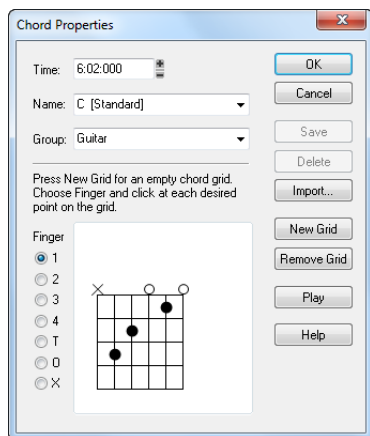 Chord Properties
Time: 6:02:000
OK
Name: C [Standard]
Cancel
Group: Guitar
Save
Delete
Press New Grid for an empty chord grid.
Choose Finger and click at each desired
point on the grid.
Import...
Finger
New Grid
1
Remove Grid
2
3
Play
4
T
Help
O
X
X O O